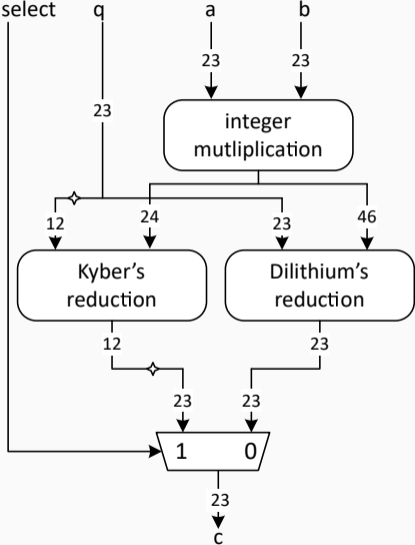 select q a b
23 23
23
integer
mutliplication
12 24 23 46
Kyber's
reduction
Dilithium's
reduction
12 23
23 23
1 0
23
c